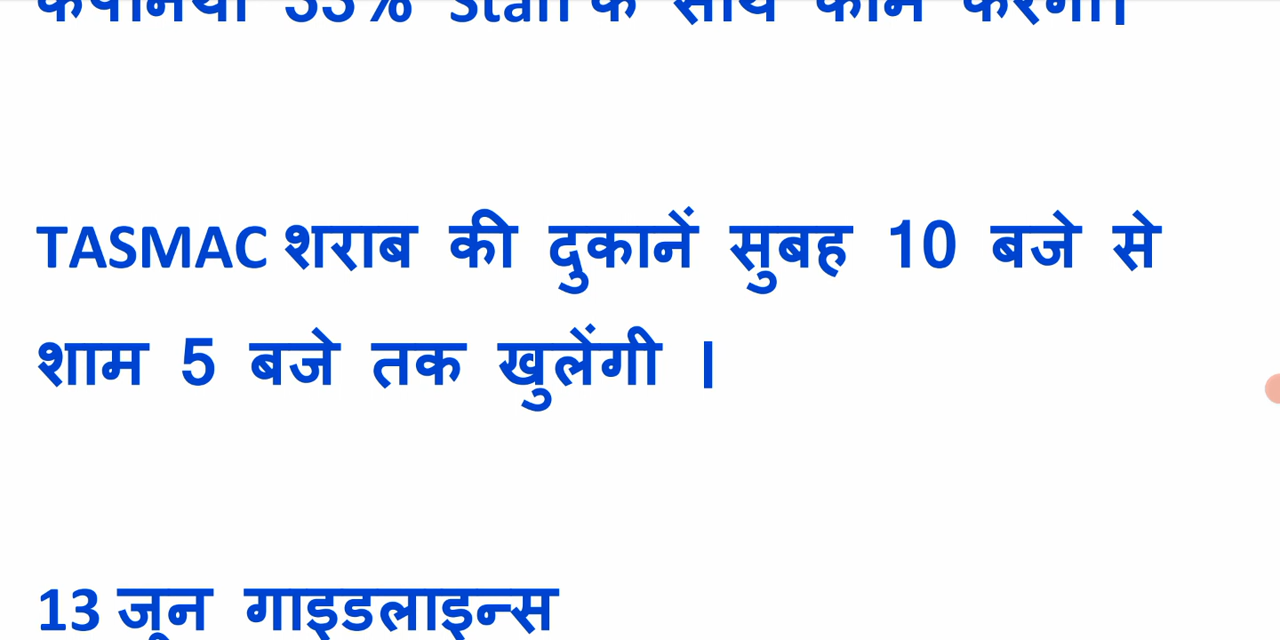 TASMAC शराब की दुकानें सुबह 10 बजे से
शाम 5 बजे तक खुलेंगी ।
13 जून गाइडलाइन्स